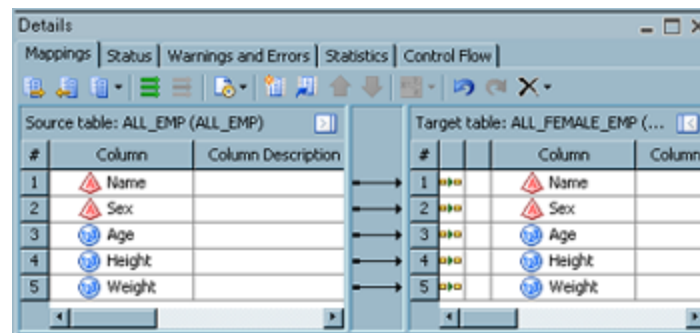 Details
Mappings Status Warnings and Errors Statistics Control Flow
Source table: ALL_EMP (ALL_EMP) Target table: ALL_FEMALE_EMP (...
# Column Column Description # Column Column
1 Name 1 Name
2 Sex 2 Sex
3 Age 3 Age
4 Height 4 Height
5 Weight 5 Weight